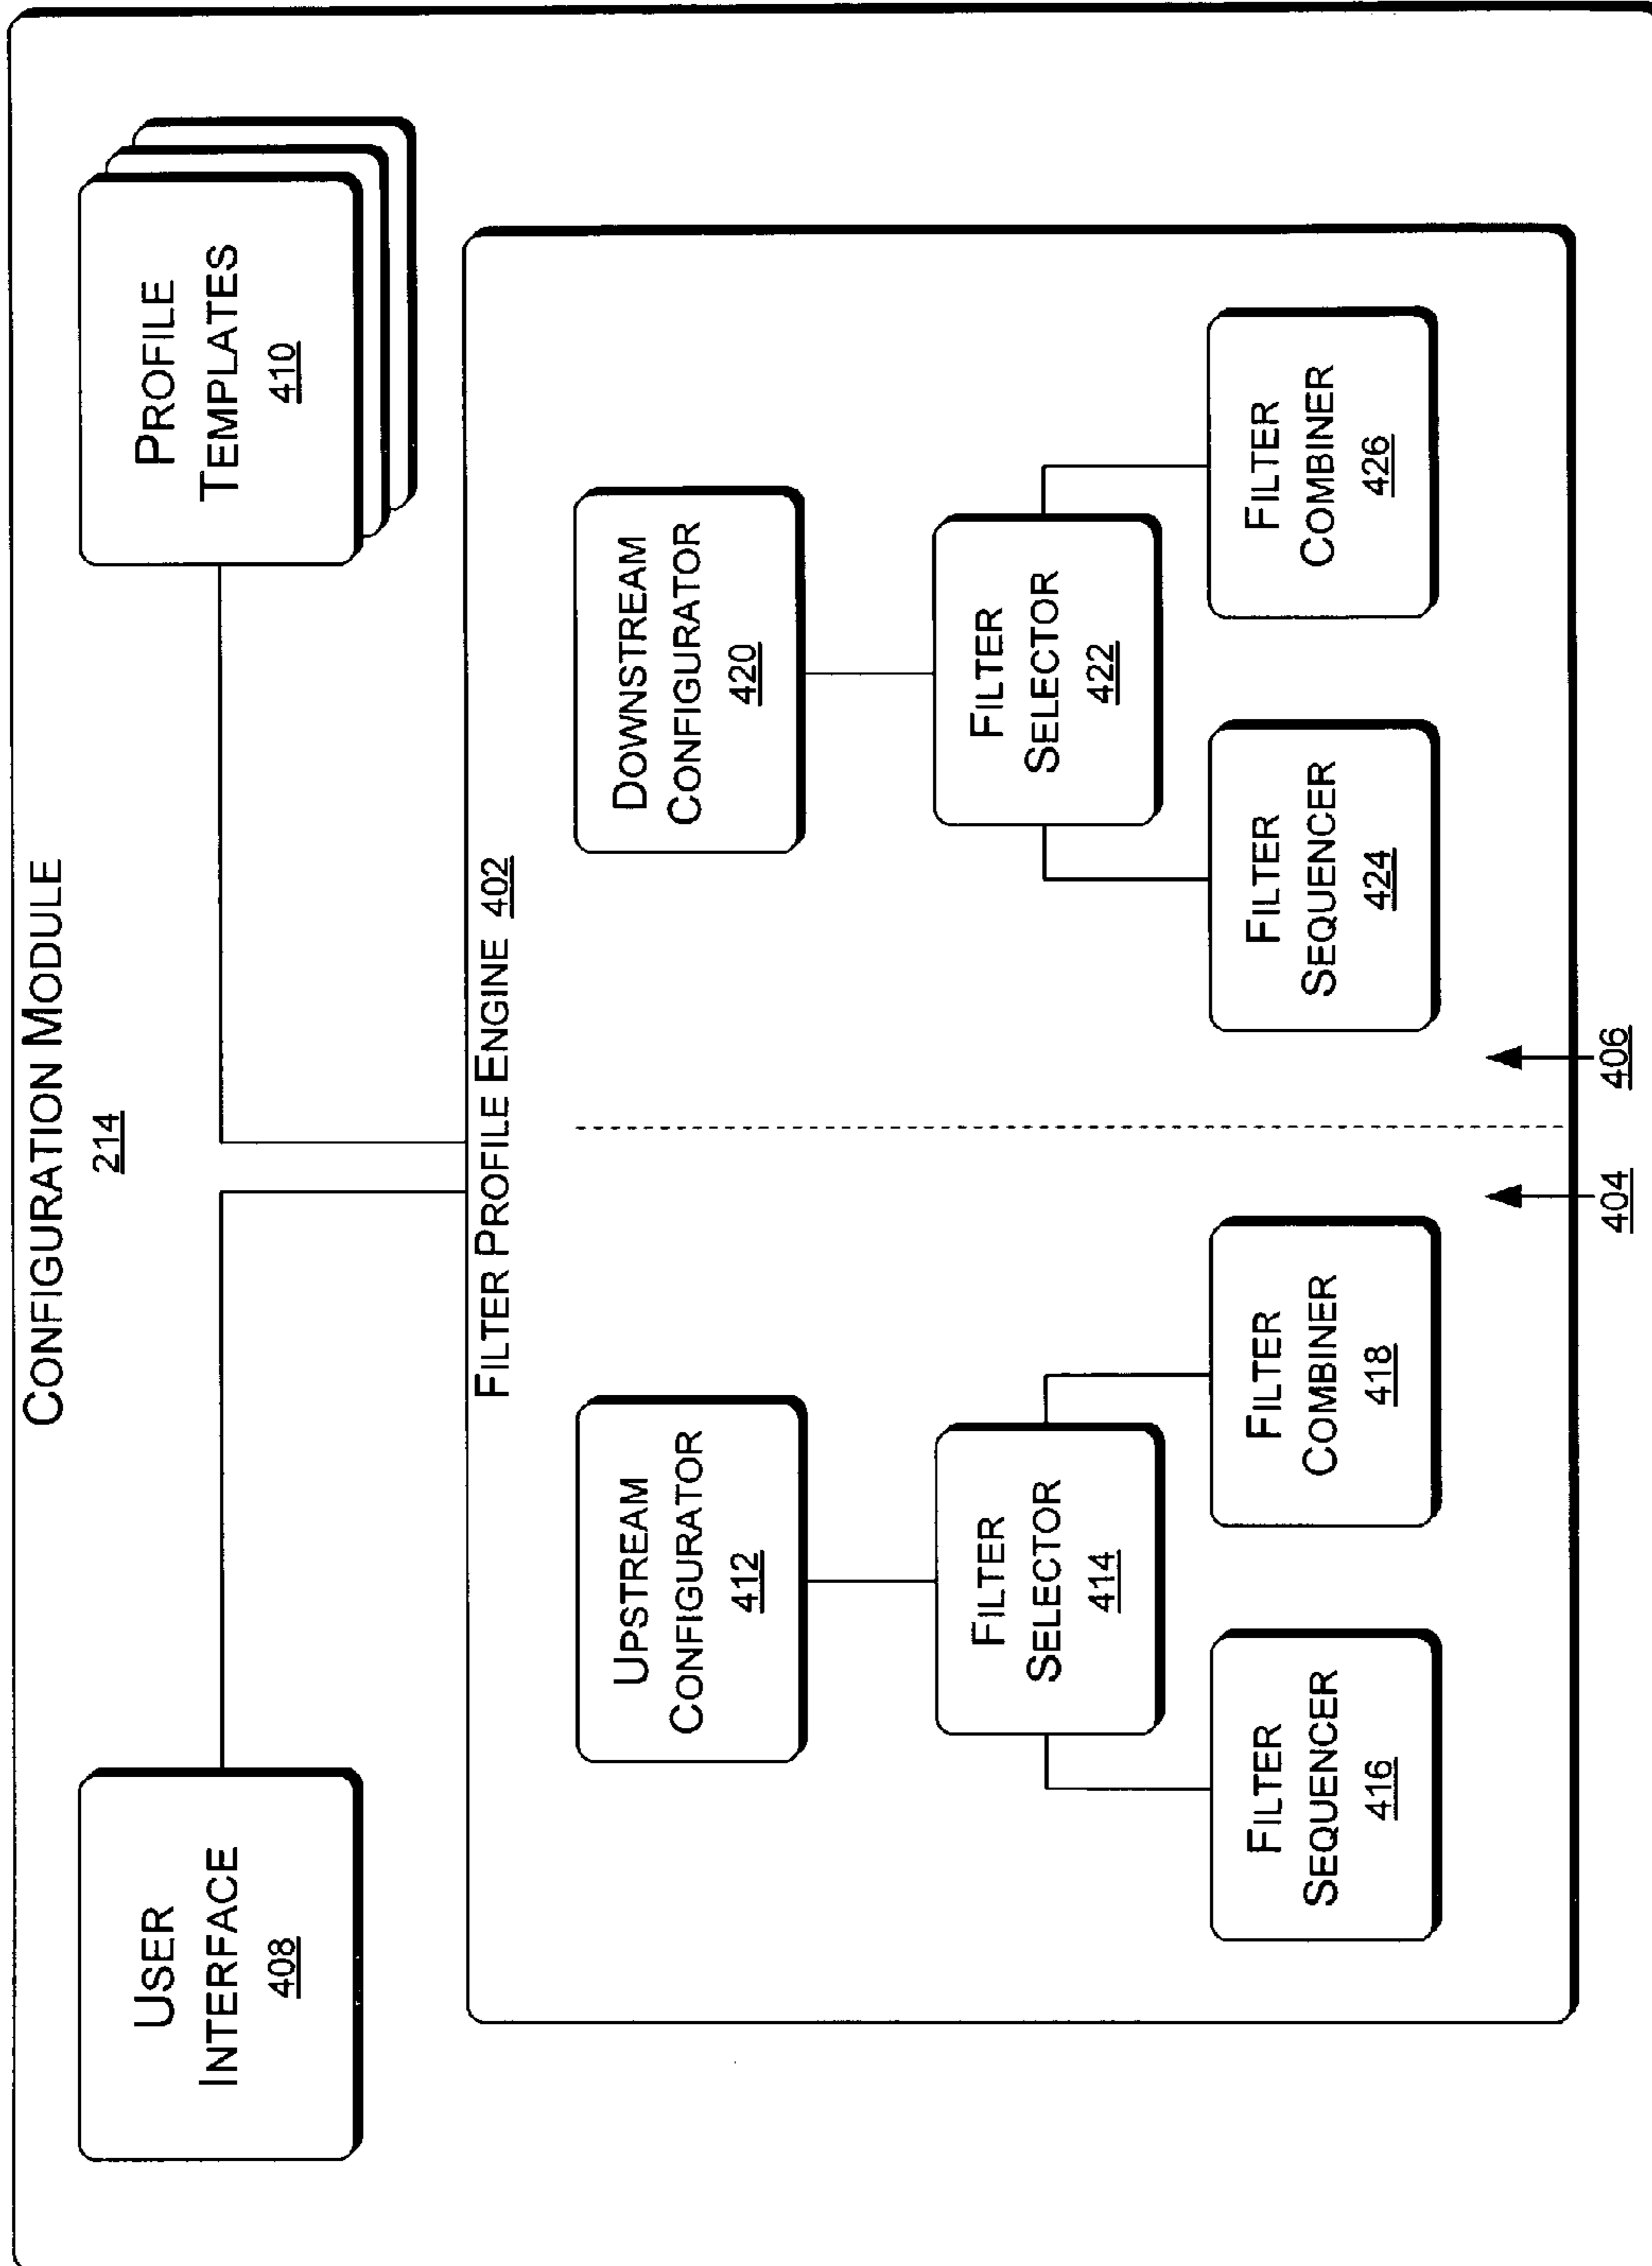 CONFIGURATION MODULE
214
USER
INTERFACE
408
PROFILE
TEMPLATES
410
FILTER PROFILE ENGINE 402
UPSTREAM
CONFIGURATOR
412
FILTER
SELECTOR
414
FILTER
SEQUENCER
416
FILTER
COMBINER
418
DOWNSTREAM
CONFIGURATOR
420
FILTER
SELECTOR
422
FILTER
SEQUENCER
424
FILTER
COMBINER
426
404
406